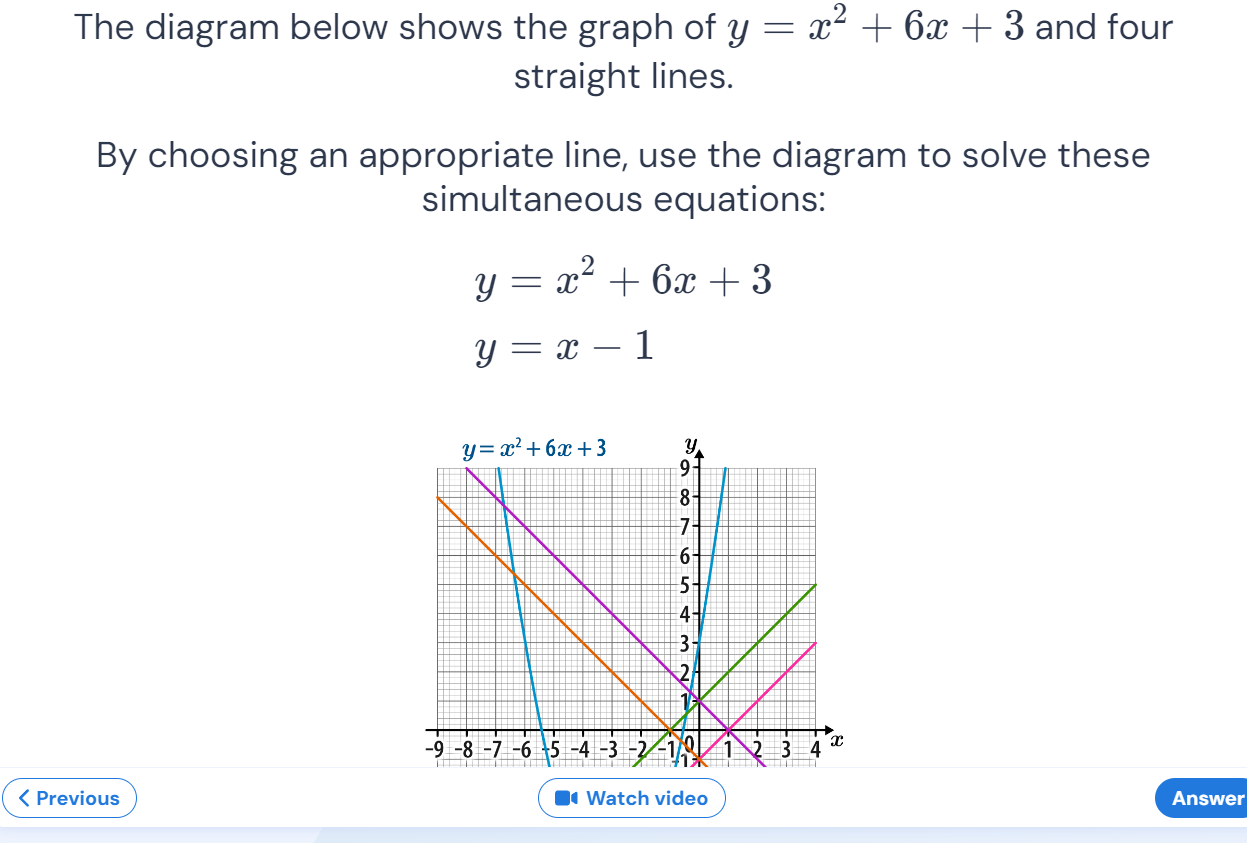 The diagram below shows the graph of y = x² + 6x + 3 and four
straight lines.
By choosing an appropriate line, use the diagram to solve these
simultaneous equations:
y = x² + 6x + 3
y = x − 1
y = x² + 6x + 3
y
9
8
7
6
5
4
3
2
1
-9 -8 -7 -6 -5 -4 -3 -2 -1 0 1 2 3 4 x
-1
Previous
Watch video
Answer